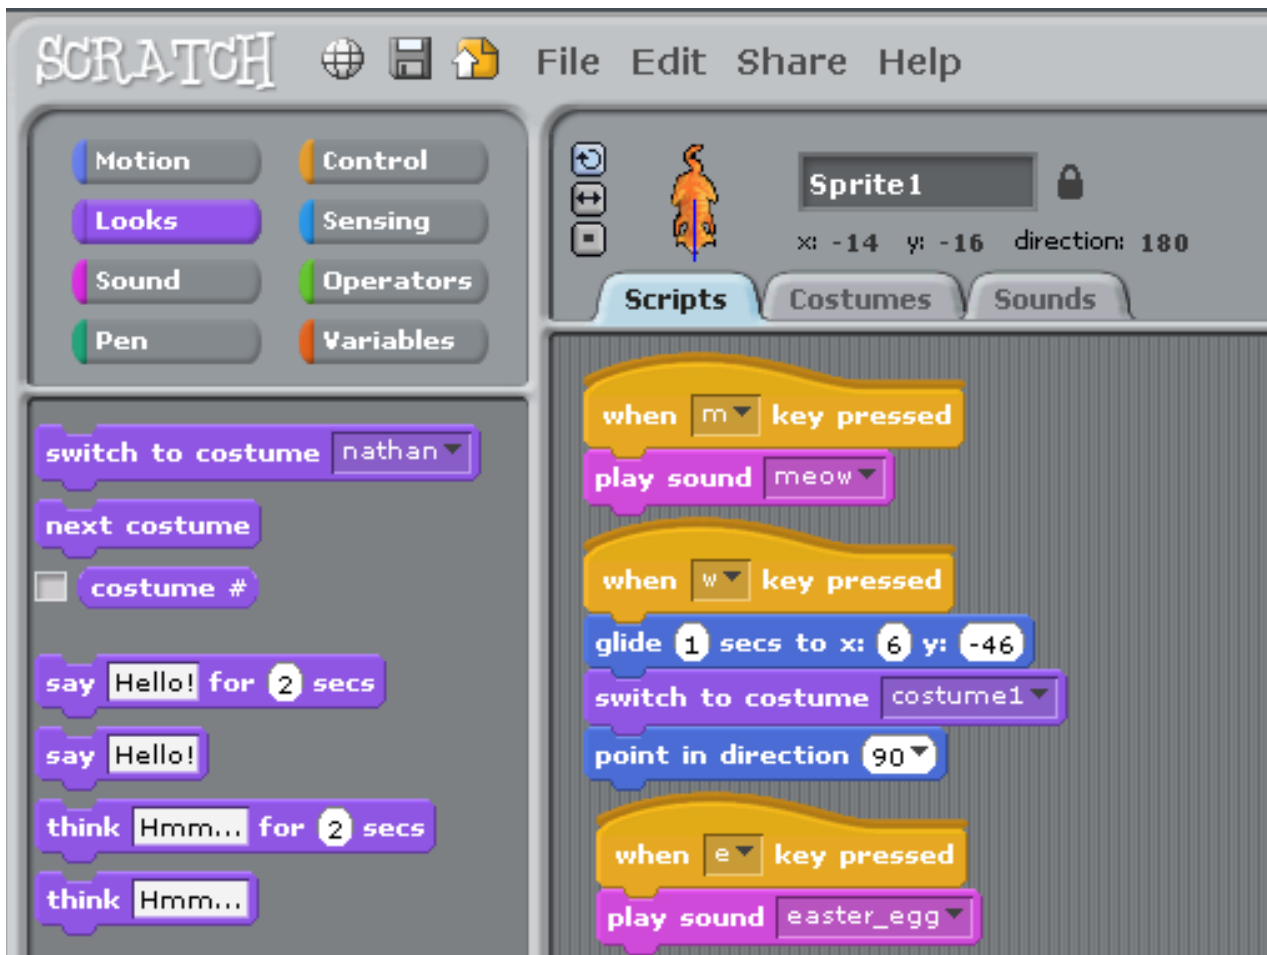 SCRATCH File Edit Share Help
Motion Control
Looks Sensing
Sound Operators
Pen Variables
switch to costume nathan
next costume
costume #
say Hello! for 2 secs
say Hello!
think Hmm... for 2 secs
think Hmm...
Sprite1
x: -14 y: -16 direction: 180
Scripts Costumes Sounds
when m key pressed
play sound meow
when w key pressed
glide 1 secs to x: 6 y: -46
switch to costume costume1
point in direction 90
when e key pressed
play sound easter_egg